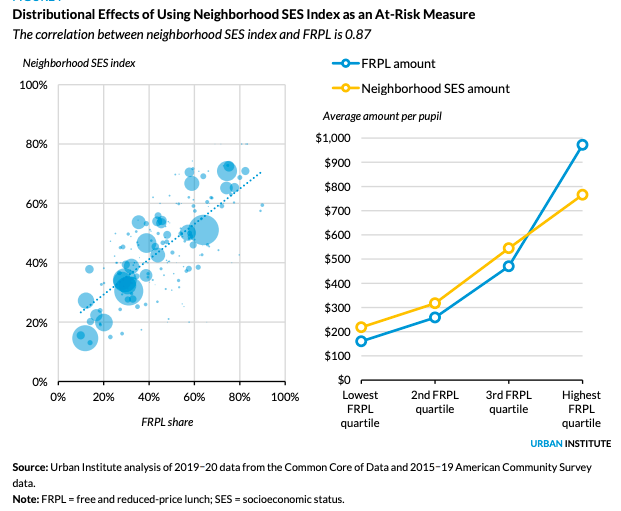 Distributional Effects of Using Neighborhood SES Index as an At-Risk Measure
The correlation between neighborhood SES index and FRPL is 0.87
Neighborhood SES index
100%
80%
60%
40%
20%
0%
0%
20%
40%
60%
80%
100%
FRPL share
FRPL amount
Neighborhood SES amount
Average amount per pupil
$1,000
$900
$800
$700
$600
$500
$400
$300
$200
$100
$0
Lowest
FRPL
quartile
2nd FRPL
quartile
3rd FRPL
quartile
Highest
FRPL
quartile
URBAN INSTITUTE
Source: Urban Institute analysis of 2019–20 data from the Common Core of Data and 2015–19 American Community Survey
data.
Note: FRPL = free and reduced-price lunch; SES = socioeconomic status.